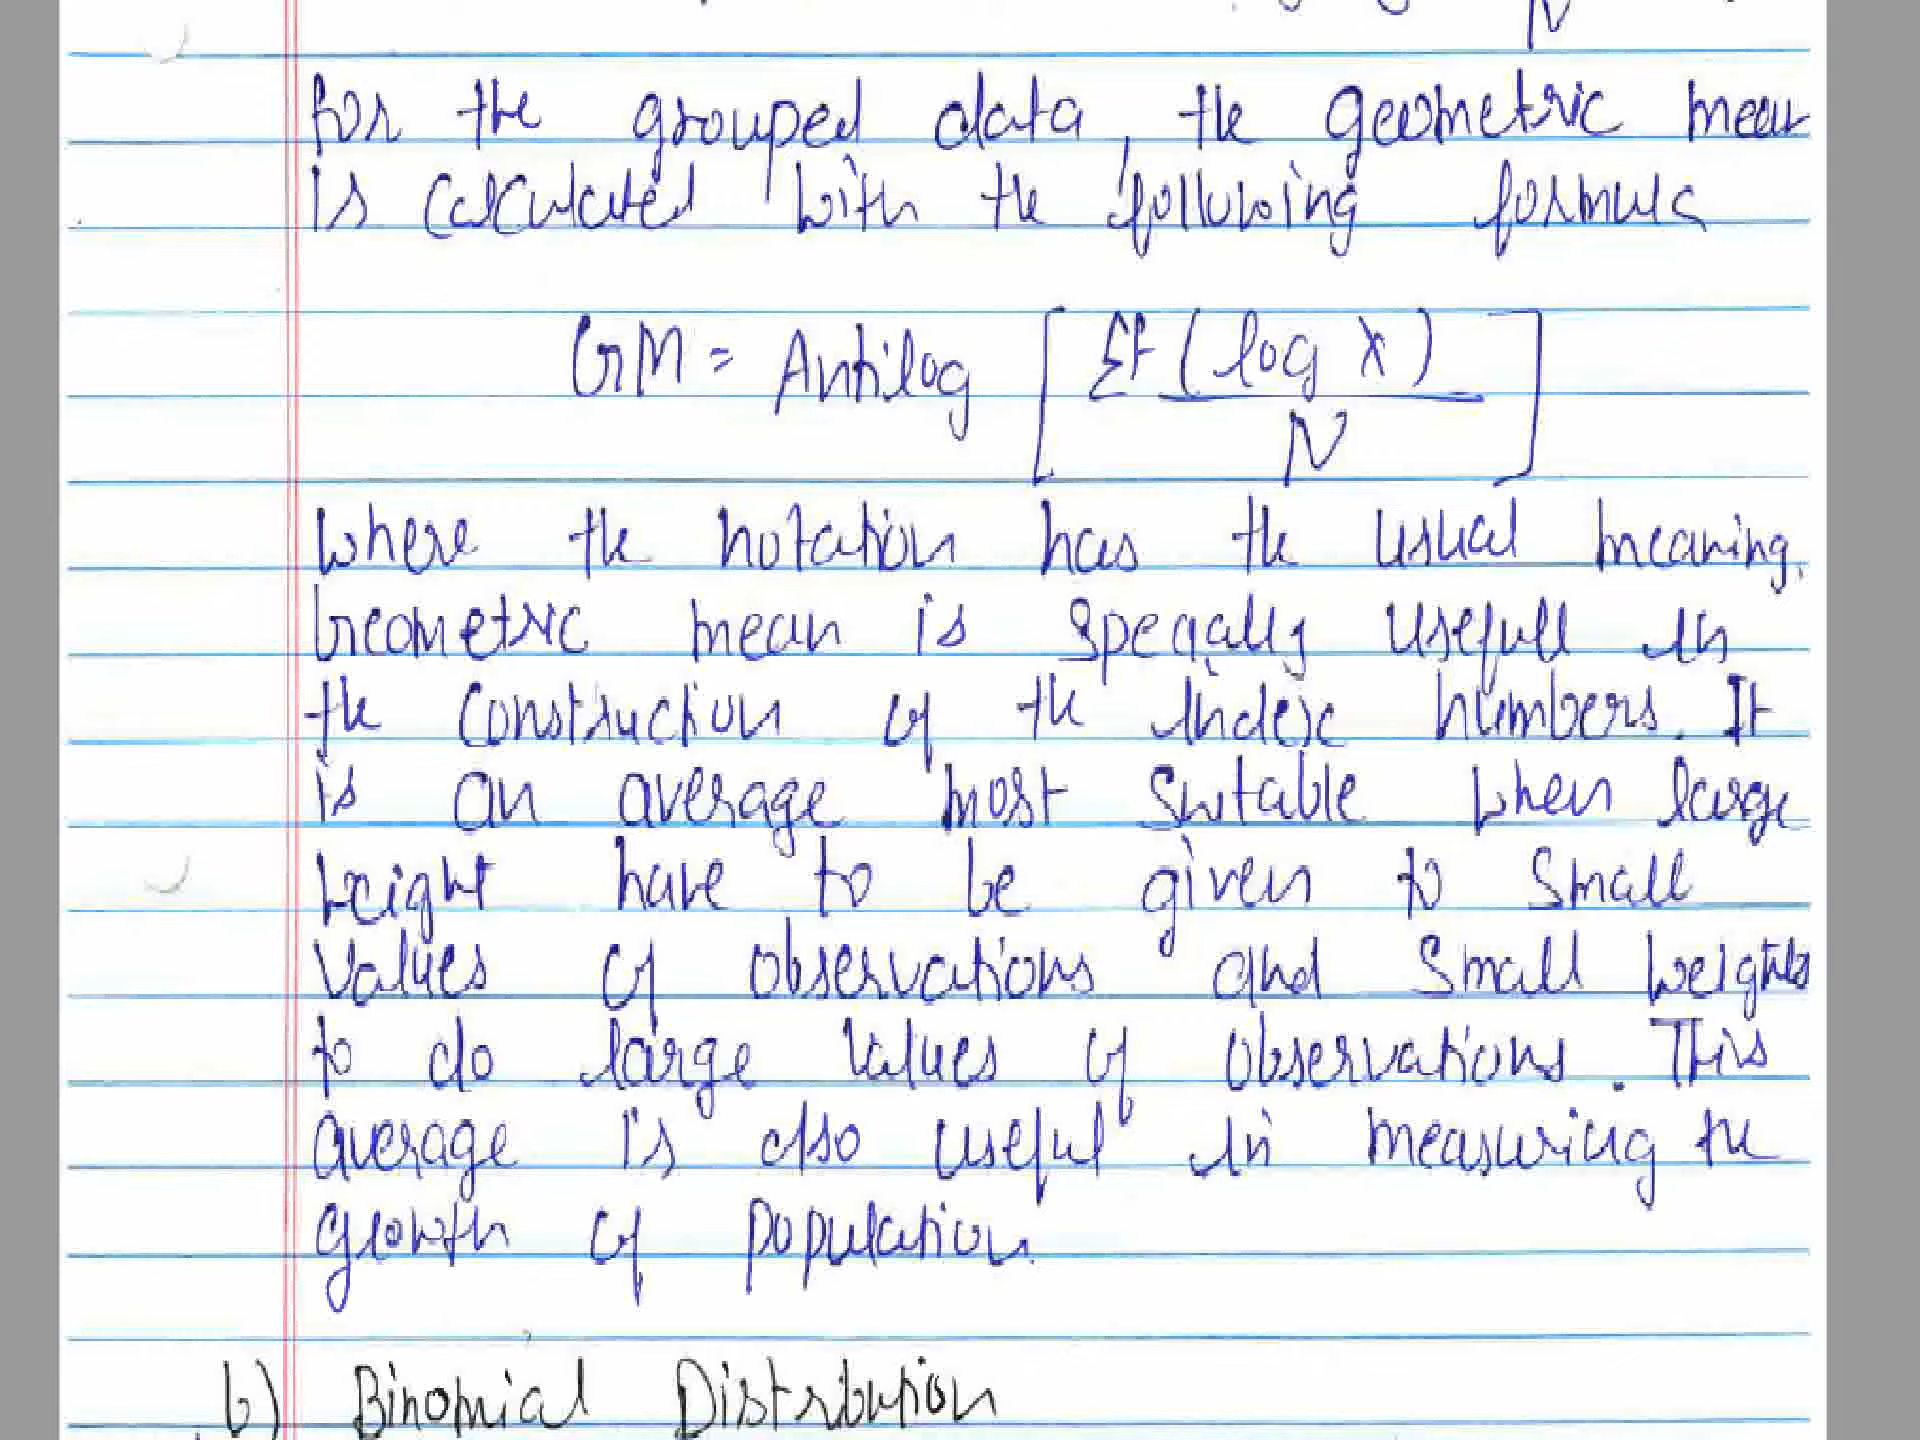 N
for the grouped data, the geometric mean
is calculated with the following formula
GM = Antilog [ Σf (log X) / N ]
where the notation has the usual meaning.
Geometric mean is specially usefull in
the construction of the index numbers. It
is an average most suitable when large
weight have to be given to small
values of observations and small weights
to do large values of observations. This
average is also useful in measuring the
growth of population.
b) Binomial Distribution